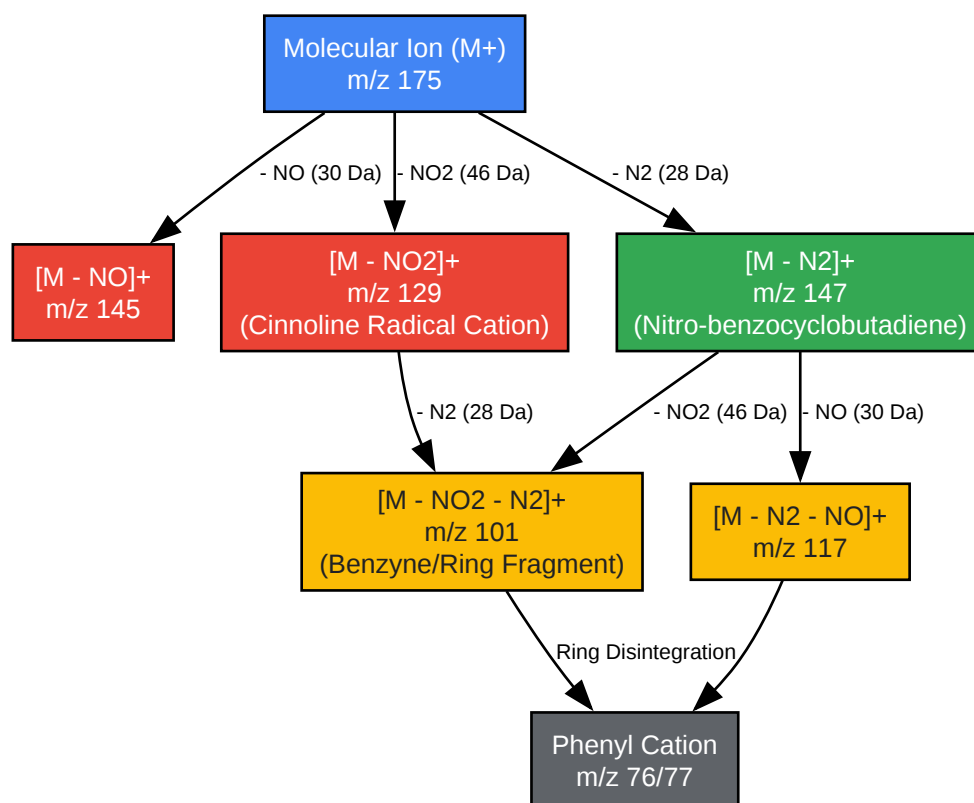 Molecular Ion (M+)
m/z 175
- NO (30 Da)
- NO2 (46 Da)
- N2 (28 Da)
[M - NO]+
m/z 145
[M - NO2]+
m/z 129
(Cinnoline Radical Cation)
[M - N2]+
m/z 147
(Nitro-benzocyclobutadiene)
- N2 (28 Da)
- NO2 (46 Da)
- NO (30 Da)
[M - NO2 - N2]+
m/z 101
(Benzyne/Ring Fragment)
[M - N2 - NO]+
m/z 117
Ring Disintegration
Phenyl Cation
m/z 76/77